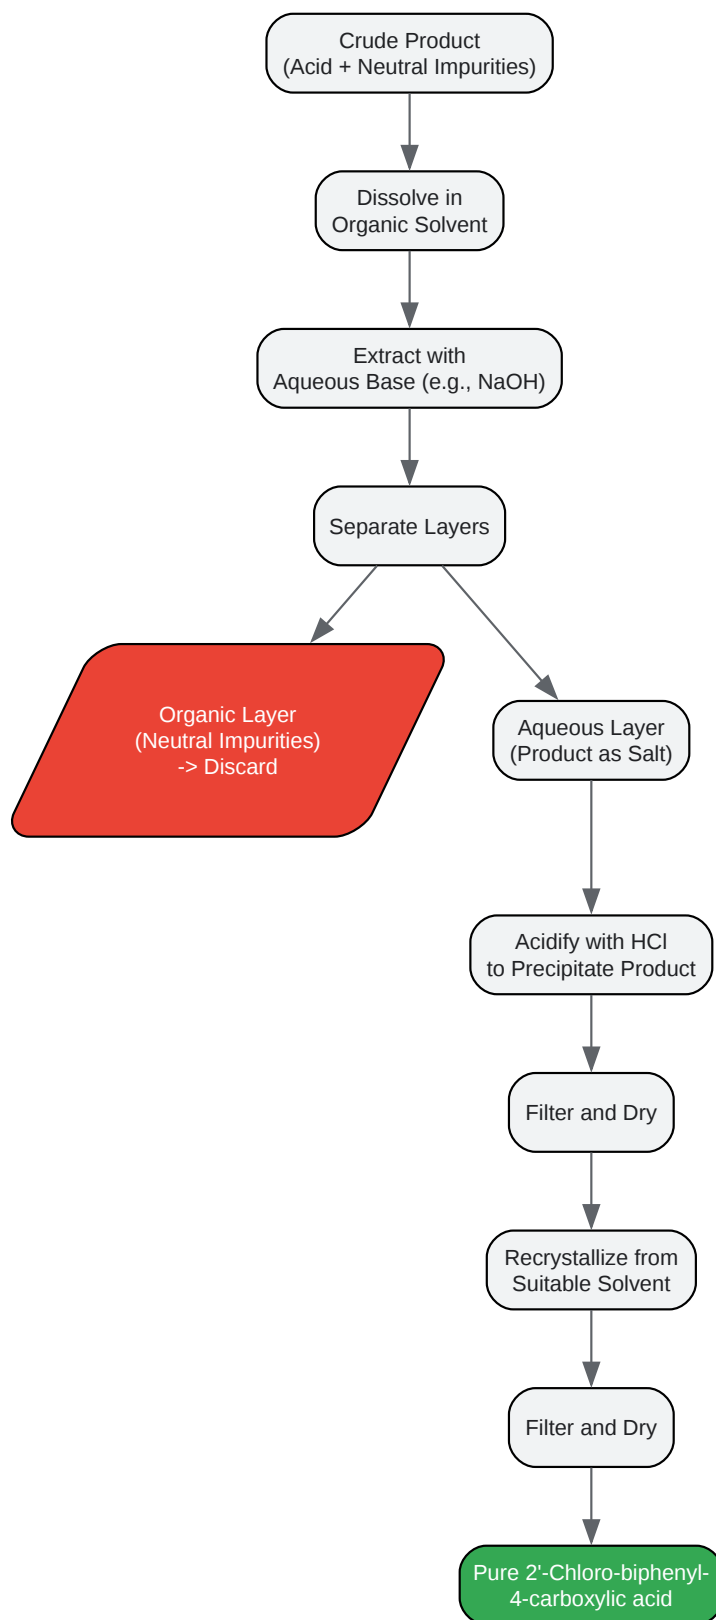 Crude Product
(Acid + Neutral Impurities)
Dissolve in
Organic Solvent
Extract with
Aqueous Base (e.g., NaOH)
Separate Layers
Organic Layer
(Neutral Impurities)
-> Discard
Aqueous Layer
(Product as Salt)
Acidify with HCl
to Precipitate Product
Filter and Dry
Recrystallize from
Suitable Solvent
Filter and Dry
Pure 2'-Chloro-biphenyl-
4-carboxylic acid